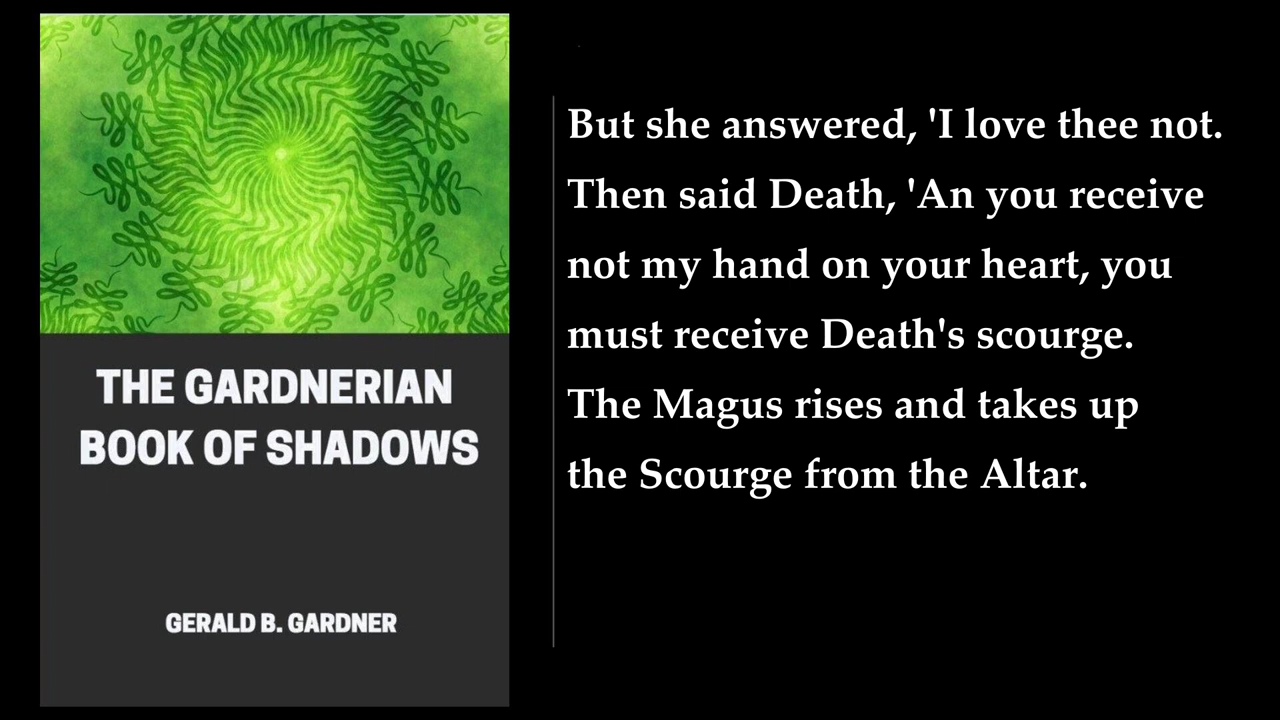 THE GARDNERIAN
BOOK OF SHADOWS
GERALD B. GARDNER
But she answered, 'I love thee not.
Then said Death, 'An you receive
not my hand on your heart, you
must receive Death's scourge.
The Magus rises and takes up
the Scourge from the Altar.